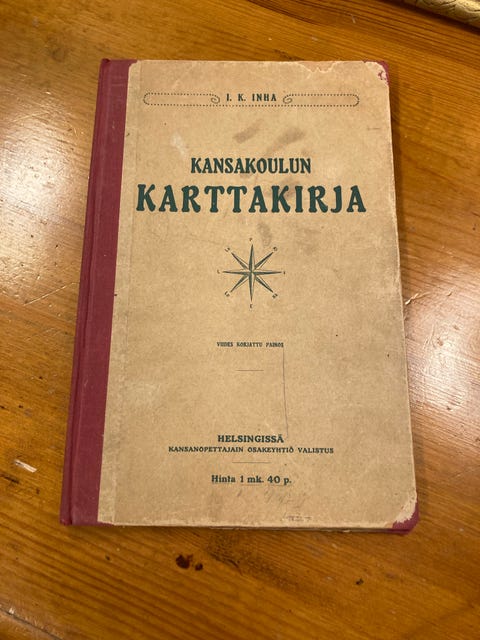 I. K. INHA
KANSAKOULUN
KARTTAKIRJA
VIIDES KORJATTU PAINOS
HELSINGISSÄ
KANSANOPETTAJAIN OSAKEYHTIÖ VALISTUS
Hinta 1 mk. 40 p.